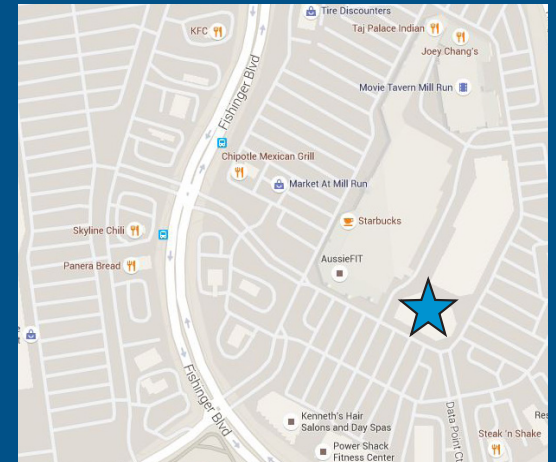 Tire Discounters
KFC
Taj Palace Indian
Joey Chang's
Movie Tavern Mill Run
Fishinger Blvd
Chipotle Mexican Grill
Market At Mill Run
Starbucks
Skyline Chili
Panera Bread
AussieFIT
Fishinger Blvd
Kenneth's Hair
Salons and Day Spas
Data Point C
Res
Steak 'n Shake
Power Shack
Fitness Center